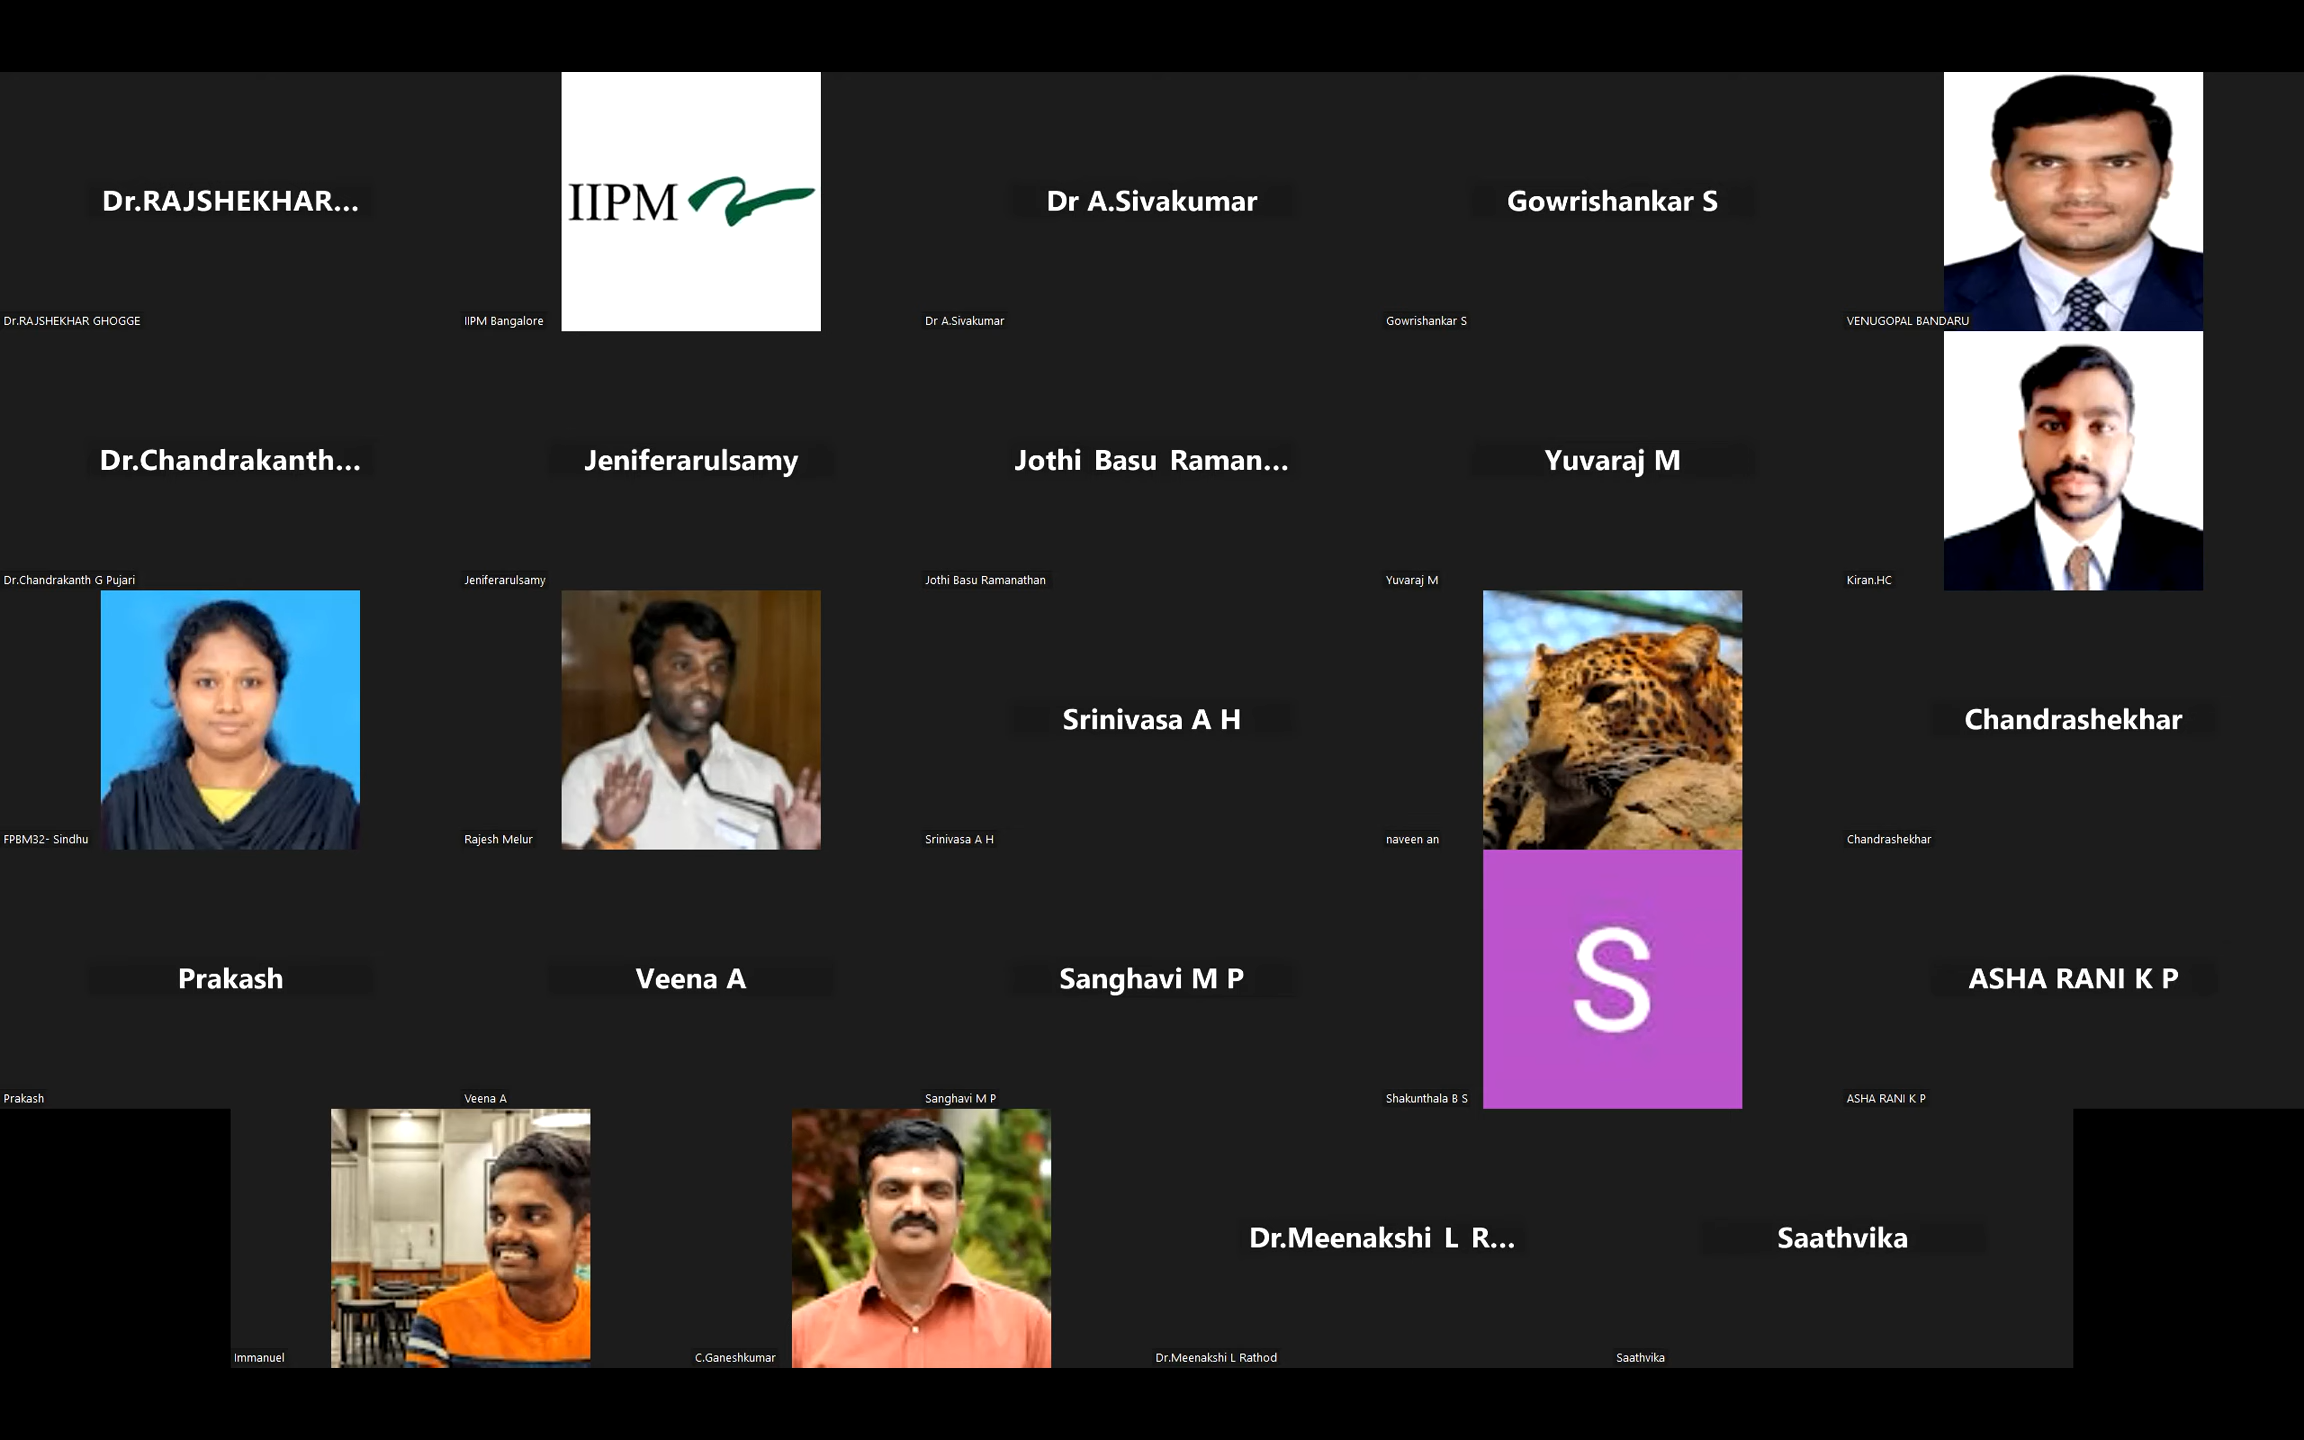 Dr.RAJSHEKHAR...
Dr.RAJSHEKHAR GHOGGE
IIPM
IIPM Bangalore
Dr A.Sivakumar
Dr A.Sivakumar
Gowrishankar S
Gowrishankar S
VENUGOPAL BANDARU
Dr.Chandrakanth...
Dr.Chandrakanth G Pujari
Jeniferarulsamy
Jeniferarulsamy
Jothi Basu Raman...
Jothi Basu Ramanathan
Yuvaraj M
Yuvaraj M
Kiran.HC
FPBM32- Sindhu
Rajesh Melur
Srinivasa A H
Srinivasa A H
naveen an
Chandrashekhar
Chandrashekhar
Prakash
Prakash
Veena A
Veena A
Sanghavi M P
Sanghavi M P
S
Shakunthala B S
ASHA RANI K P
ASHA RANI K P
Immanuel
C.Ganeshkumar
Dr.Meenakshi L R...
Dr.Meenakshi L Rathod
Saathvika
Saathvika